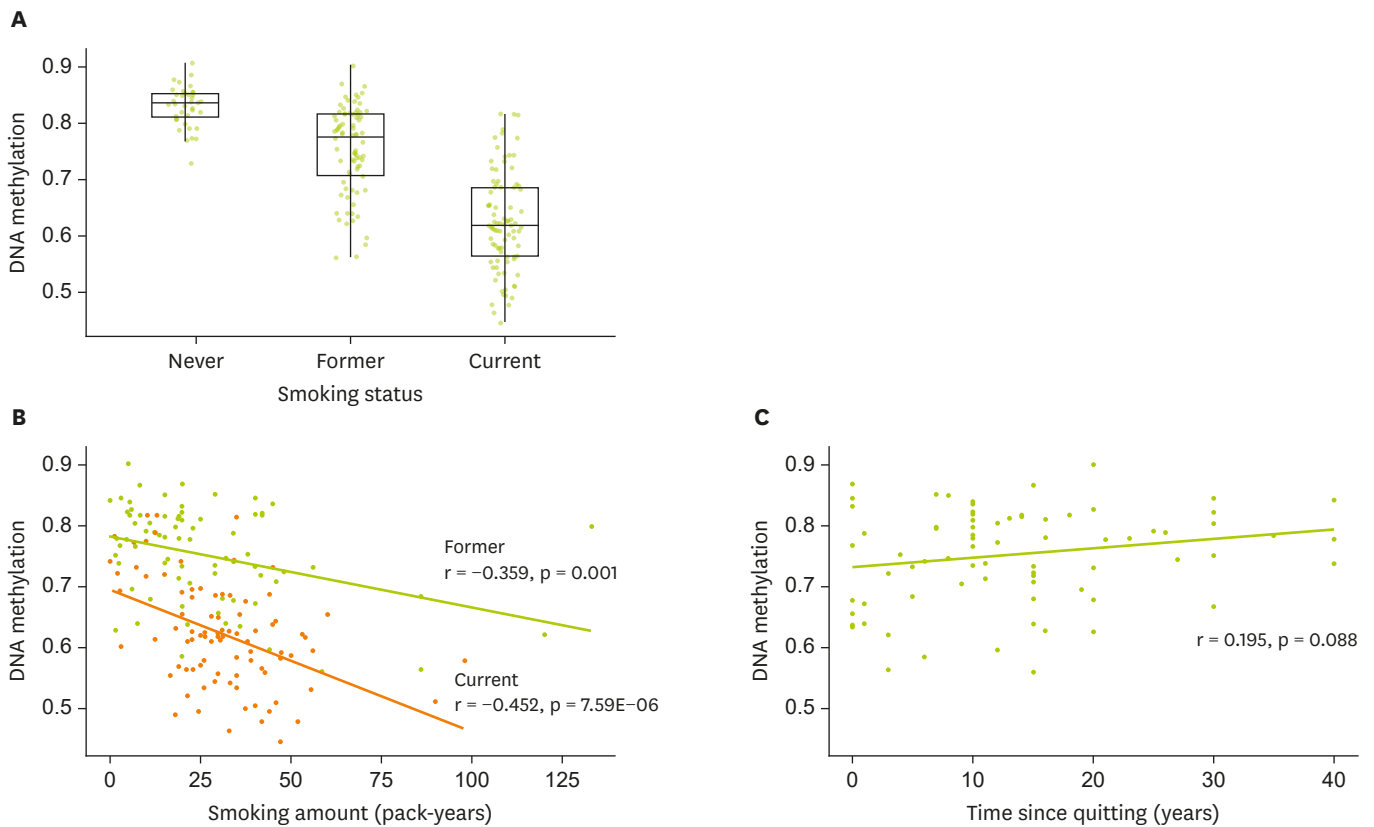 A
DNA methylation
0.9
0.8
0.7
0.6
0.5
Never Former Current
Smoking status
B
DNA methylation
0.9
0.8
0.7
0.6
0.5
Former
r = −0.359, p = 0.001
Current
r = −0.452, p = 7.59E−06
0 25 50 75 100 125
Smoking amount (pack-years)
C
DNA methylation
0.9
0.8
0.7
0.6
0.5
r = 0.195, p = 0.088
0 10 20 30 40
Time since quitting (years)